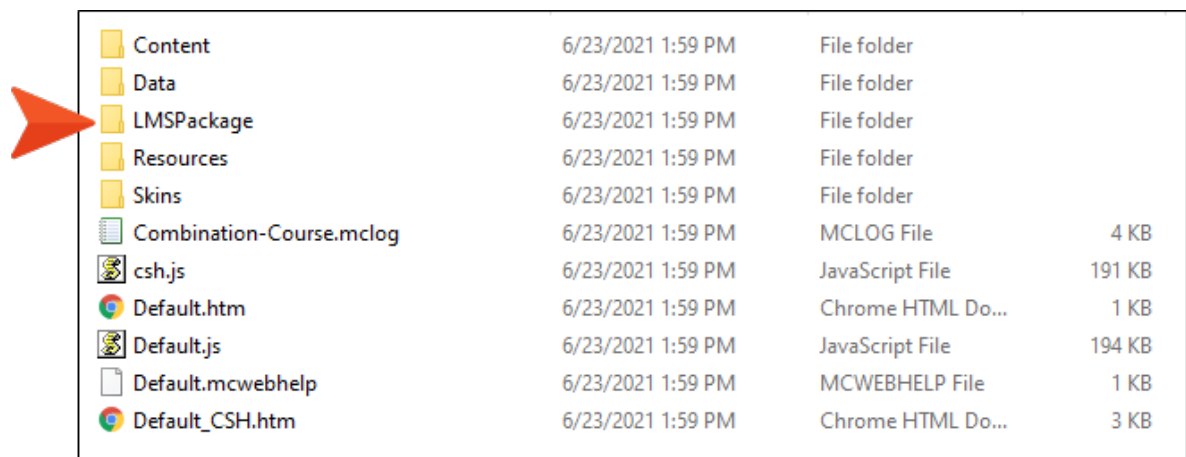 Content 6/23/2021 1:59 PM File folder
Data 6/23/2021 1:59 PM File folder
LMSPackage 6/23/2021 1:59 PM File folder
Resources 6/23/2021 1:59 PM File folder
Skins 6/23/2021 1:59 PM File folder
Combination-Course.mclog 6/23/2021 1:59 PM MCLOG File 4 KB
csh.js 6/23/2021 1:59 PM JavaScript File 191 KB
Default.htm 6/23/2021 1:59 PM Chrome HTML Do... 1 KB
Default.js 6/23/2021 1:59 PM JavaScript File 194 KB
Default.mcwebhelp 6/23/2021 1:59 PM MCWEBHELP File 1 KB
Default_CSH.htm 6/23/2021 1:59 PM Chrome HTML Do... 3 KB